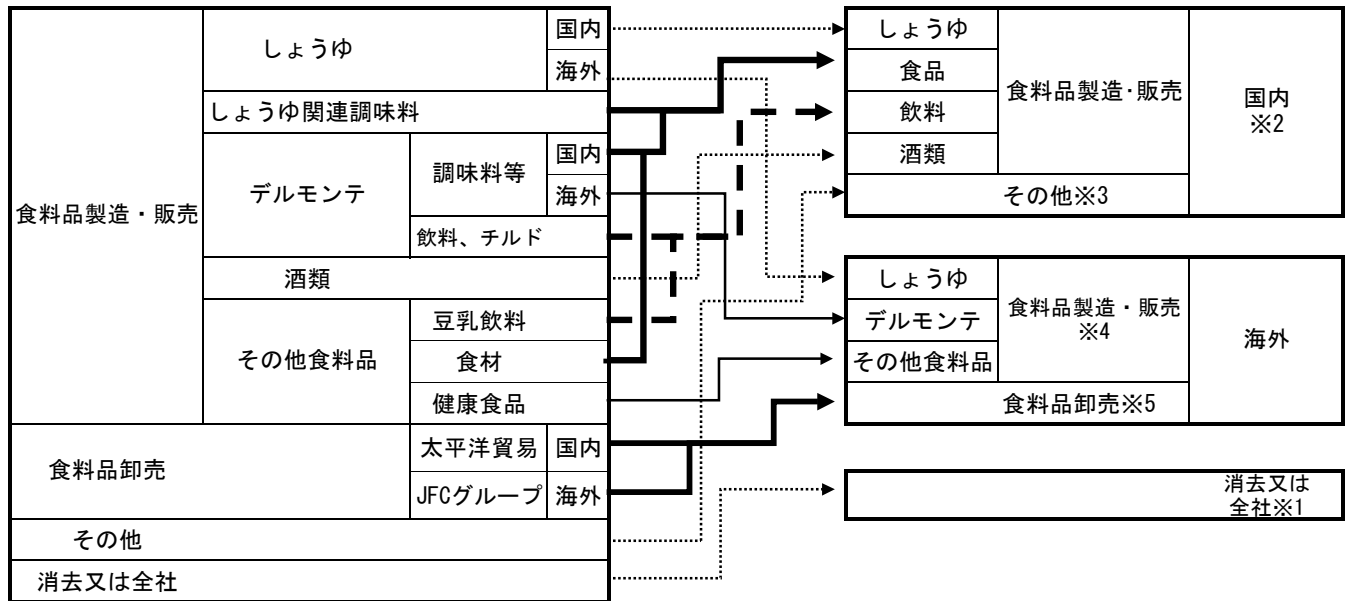 しょうゆ
国内
海外
しょうゆ関連調味料
食料品製造・販売
デルモンテ
調味料等
国内
海外
飲料、チルド
酒類
その他食料品
豆乳飲料
食材
健康食品
食料品卸売
太平洋貿易
国内
JFCグループ
海外
その他
消去又は全社
しょうゆ
食品
飲料
酒類
食料品製造・販売
その他※3
国内
※2
しょうゆ
デルモンテ
その他食料品
食料品製造・販売
※4
食料品卸売※5
海外
消去又は
全社※1